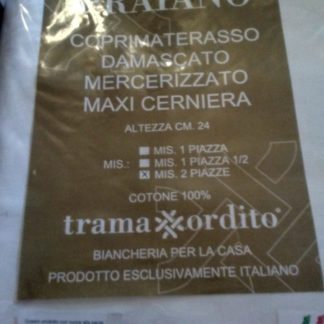 RAIANO
COPRIMATERASSO
DAMASCATO
MERCERIZZATO
MAXI CERNIERA
ALTEZZA CM. 24
MIS. 1 PIAZZA
MIS.: MIS. 1 PIAZZA 1/2
MIS. 2 PIAZZE
COTONE 100%
trama ordito
BIANCHERIA PER LA CASA
PRODOTTO ESCLUSIVAMENTE ITALIANO